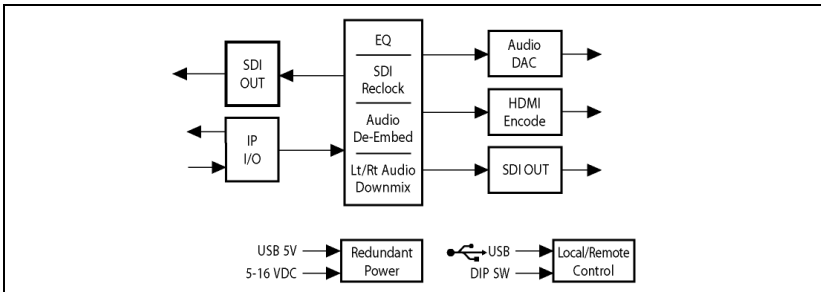 SDI
OUT
IP
I/O
EQ
SDI
Reclock
Audio
De-Embed
Lt/Rt Audio
Downmix
Audio
DAC
HDMI
Encode
SDI OUT
USB 5V
5-16 VDC
Redundant
Power
USB
DIP SW
Local/Remote
Control